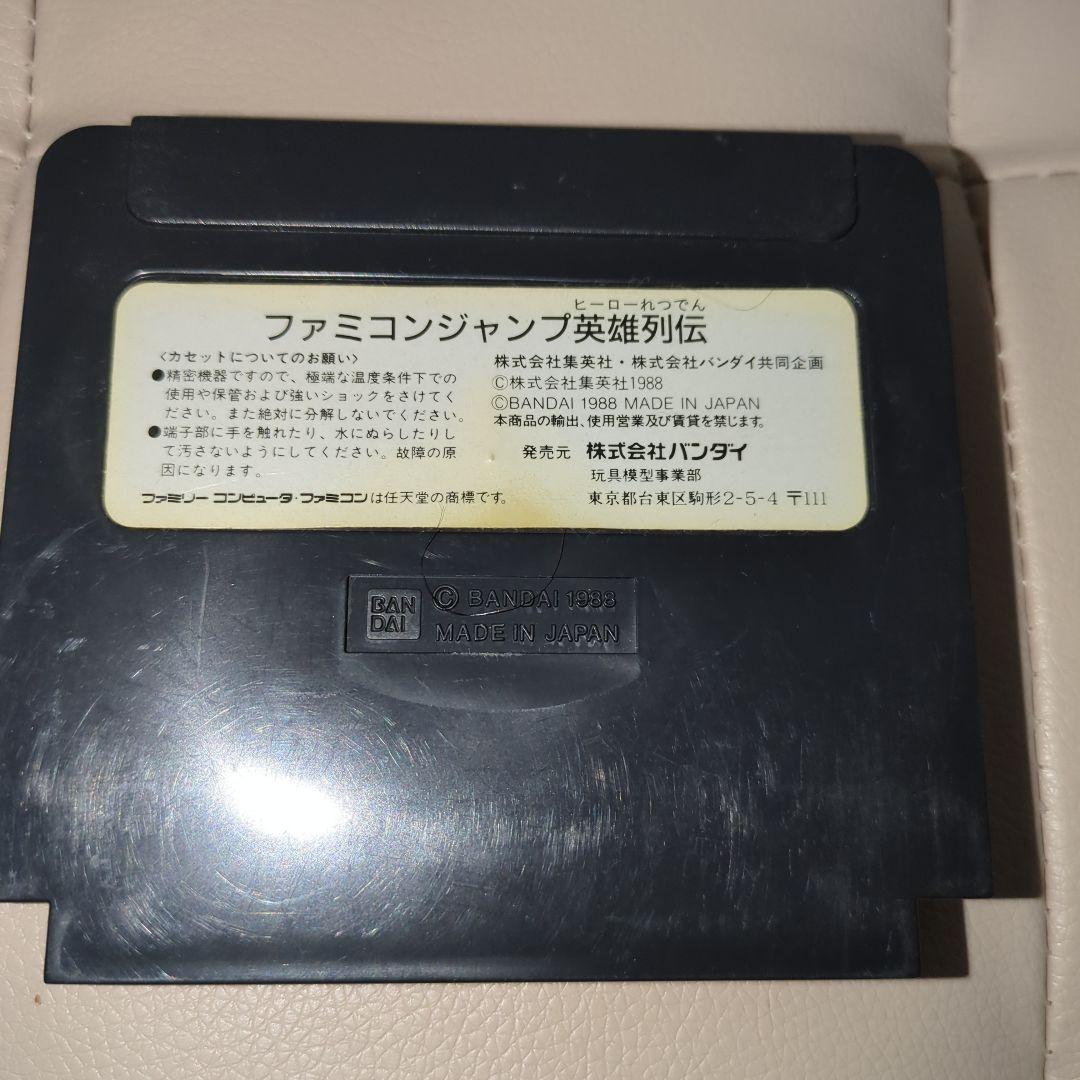 ヒーローれつでん
ファミコンジャンプ英雄列伝
〈カセットについてのお願い〉
●精密機器ですので、極端な温度条件下での
使用や保管および強いショックをさけてく
ださい。また絶対に分解しないでください。
●端子部に手を触れたり、水にぬらしたりし
て汚さないようにしてください。故障の原
因になります。
ファミリーコンピュータ・ファミコンは任天堂の商標です。
株式会社集英社・株式会社バンダイ共同企画
©株式会社集英社1988
©BANDAI 1988 MADE IN JAPAN
本商品の輸出、使用営業及び賃貸を禁じます。
発売元 株式会社バンダイ
玩具模型事業部
東京都台東区駒形2-5-4 〒111
BAN
DAI
© BANDAI 1988
MADE IN JAPAN